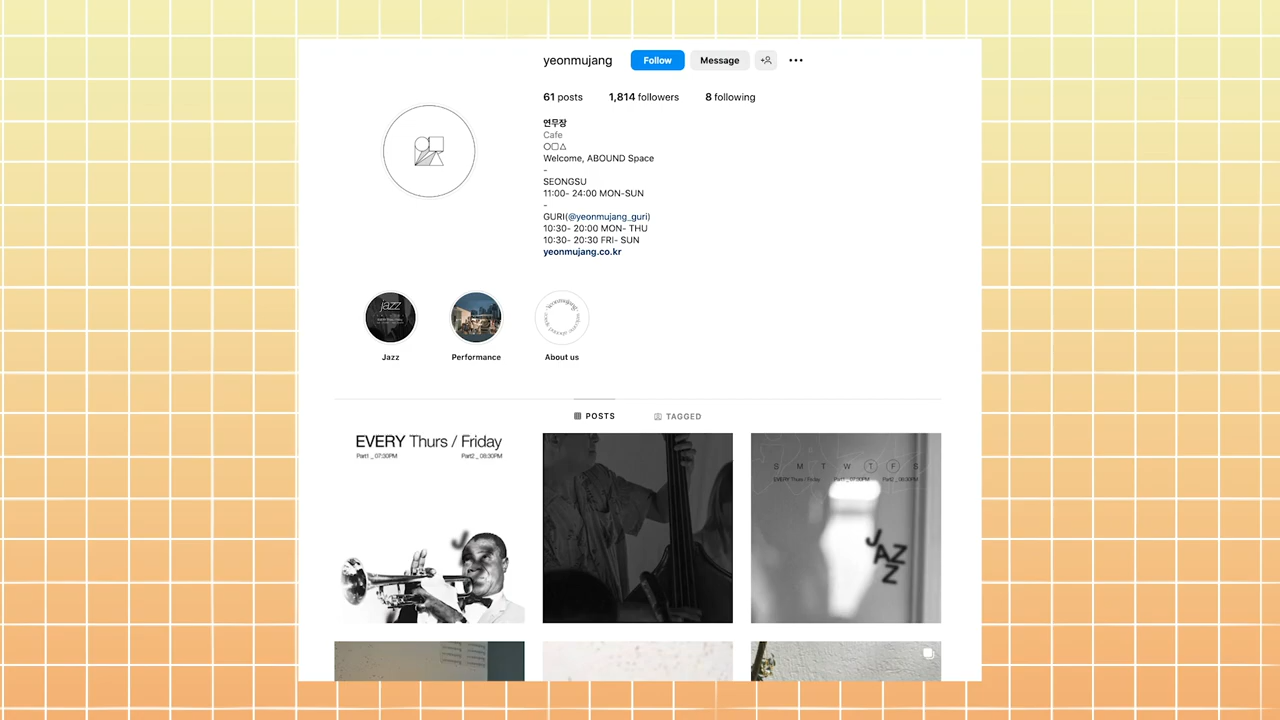 yeonmujang Follow Message
61 posts 1,814 followers 8 following
연무장
Cafe
○▢△
Welcome, ABOUND Space
-
SEONGSU
11:00- 24:00 MON-SUN
-
GURI(@yeonmujang_guri)
10:30- 20:00 MON- THU
10:30- 20:30 FRI- SUN
yeonmujang.co.kr
jazz
Jazz Performance About us
POSTS TAGGED
EVERY Thurs / Friday
Part1 _ 07:30PM Part2 _ 08:30PM
J
S M T W T F S
EVERY Thurs / Friday Part1 _ 07:30PM Part2 _ 08:30PM
JAZZ